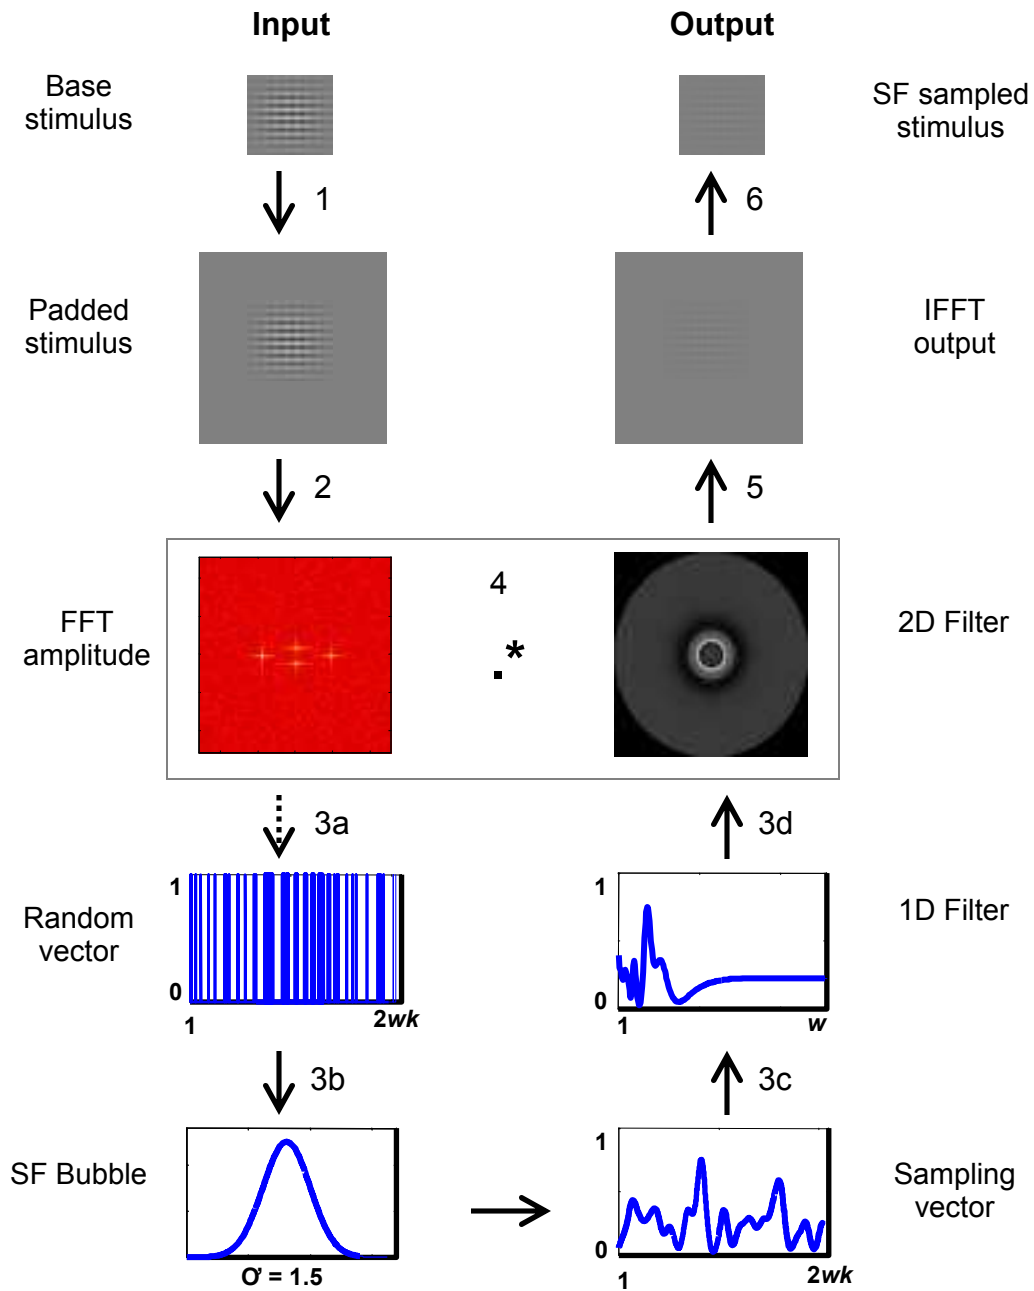 Input
Output
Base
stimulus
SF sampled
stimulus
1
6
Padded
stimulus
IFFT
output
2
5
FFT
amplitude
4
.*
2D Filter
3a
3d
Random
vector
1
0
1
2wk
1
0
1
w
1D Filter
3b
3c
SF Bubble
σ = 1.5
1
0
1
2wk
Sampling
vector